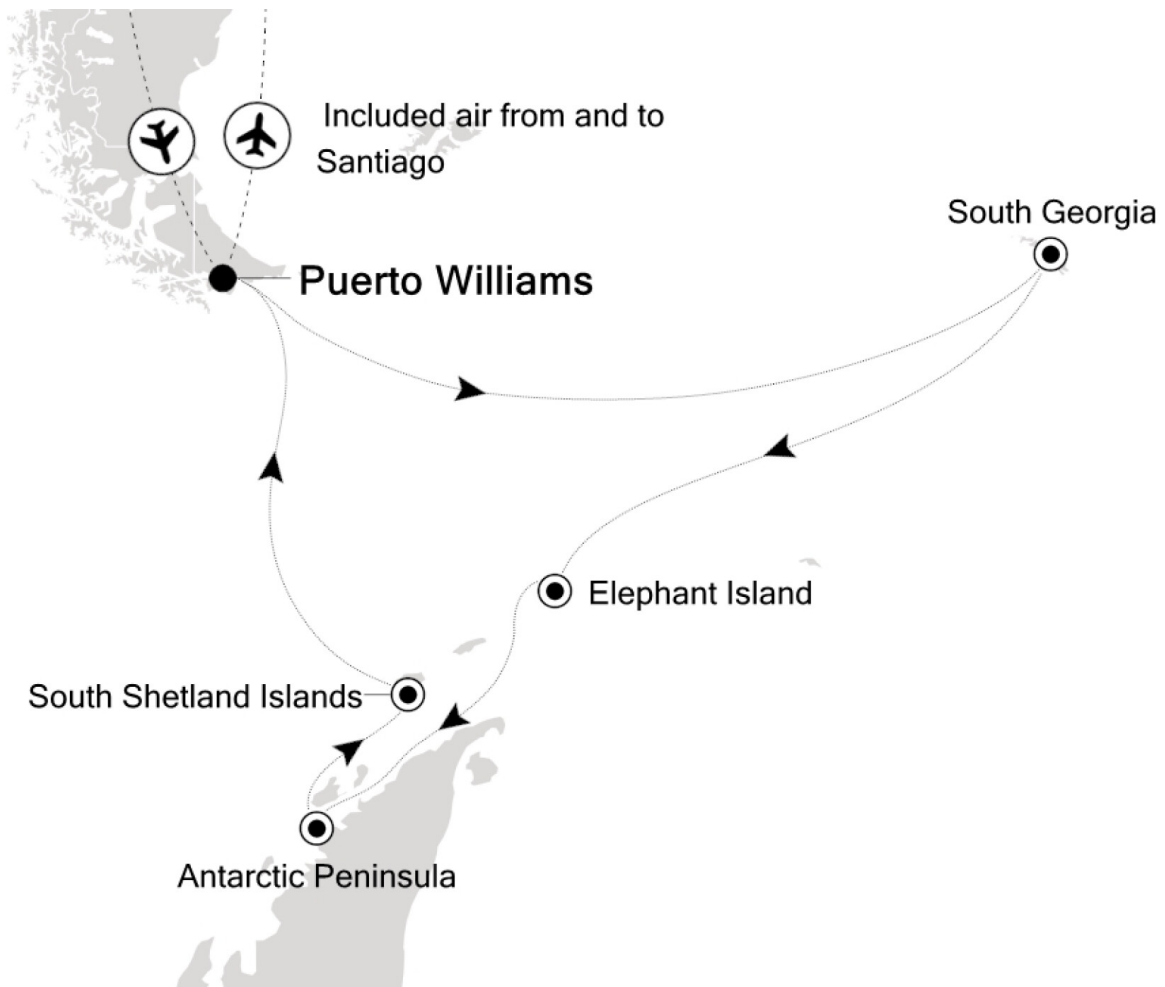 Included air from and to
Santiago
South Georgia
Puerto Williams
Elephant Island
South Shetland Islands
Antarctic Peninsula